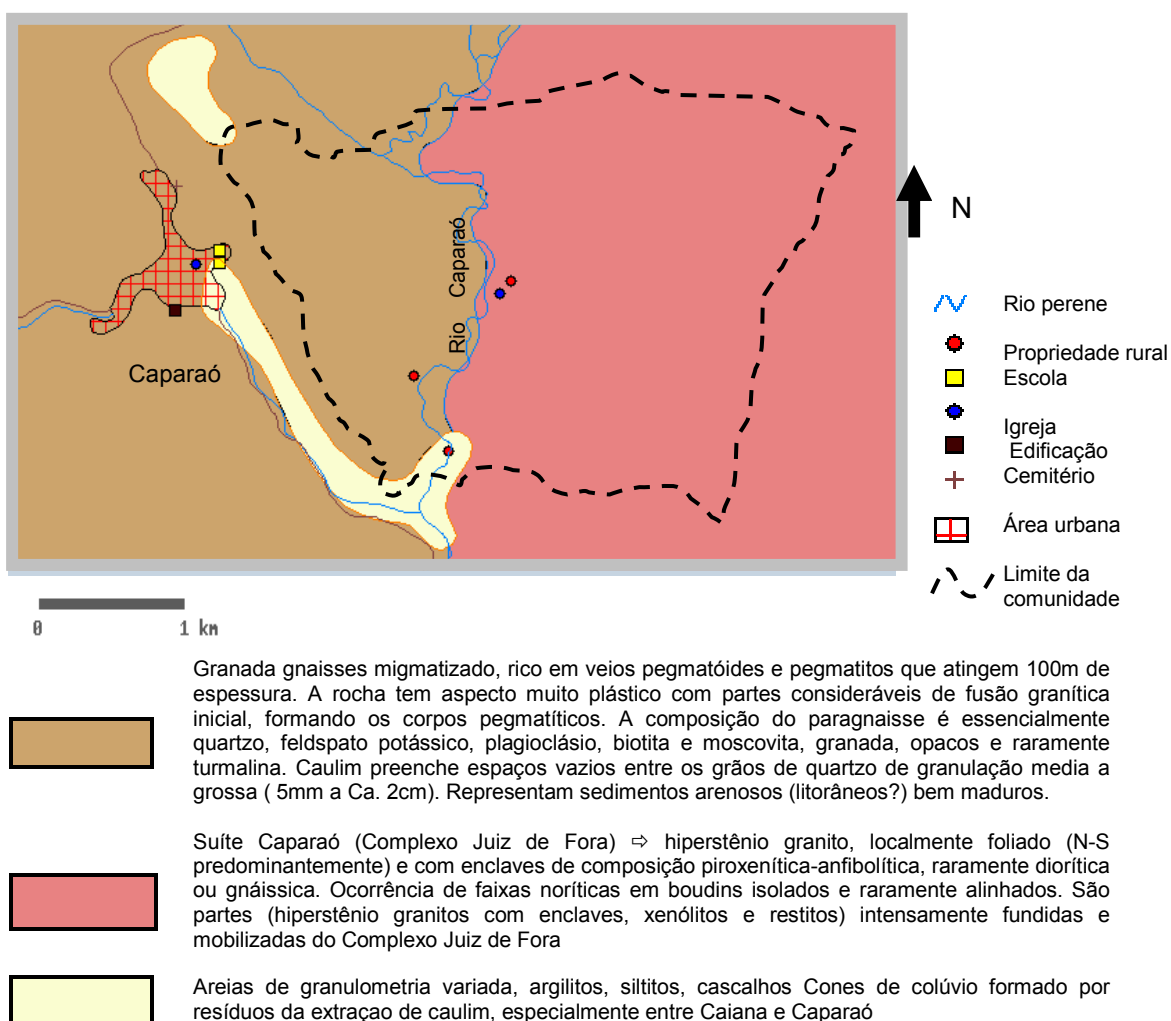 N
Rio Caparaó
Caparaó
Rio perene
Propriedade rural
Escola
Igreja
Edificação
Cemitério
Área urbana
Limite da
comunidade
0 1 km
Granada gnaisses migmatizado, rico em veios pegmatóides e pegmatitos que atingem 100m de
espessura. A rocha tem aspecto muito plástico com partes consideráveis de fusão granítica
inicial, formando os corpos pegmatíticos. A composição do paragnaisse é essencialmente
quartzo, feldspato potássico, plagioclásio, biotita e moscovita, granada, opacos e raramente
turmalina. Caulim preenche espaços vazios entre os grãos de quartzo de granulação media a
grossa ( 5mm a Ca. 2cm). Representam sedimentos arenosos (litorâneos?) bem maduros.
Suíte Caparaó (Complexo Juiz de Fora) ⇨ hiperstênio granito, localmente foliado (N-S
predominantemente) e com enclaves de composição piroxenítica-anfibolítica, raramente diorítica
ou gnáissica. Ocorrência de faixas noríticas em boudins isolados e raramente alinhados. São
partes (hiperstênio granitos com enclaves, xenólitos e restitos) intensamente fundidas e
mobilizadas do Complexo Juiz de Fora
Areias de granulometria variada, argilitos, siltitos, cascalhos Cones de colúvio formado por
resíduos da extraçao de caulim, especialmente entre Caiana e Caparaó